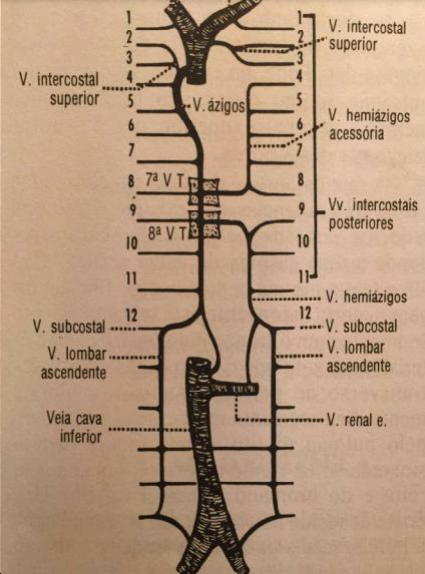 1
2
3
4
5
6
7
8
9
10
11
12
V. intercostal
superior
V. ázigos
7ª V T
8ª V T
V. subcostal
V. lombar
ascendente
Veia cava
inferior
1
2
3
4
5
6
7
8
9
10
11
12
V. intercostal
superior
V. hemiázigos
acessória
Vv. intercostais
posteriores
V. hemiázigos
V. subcostal
V. lombar
ascendente
V. renal e.